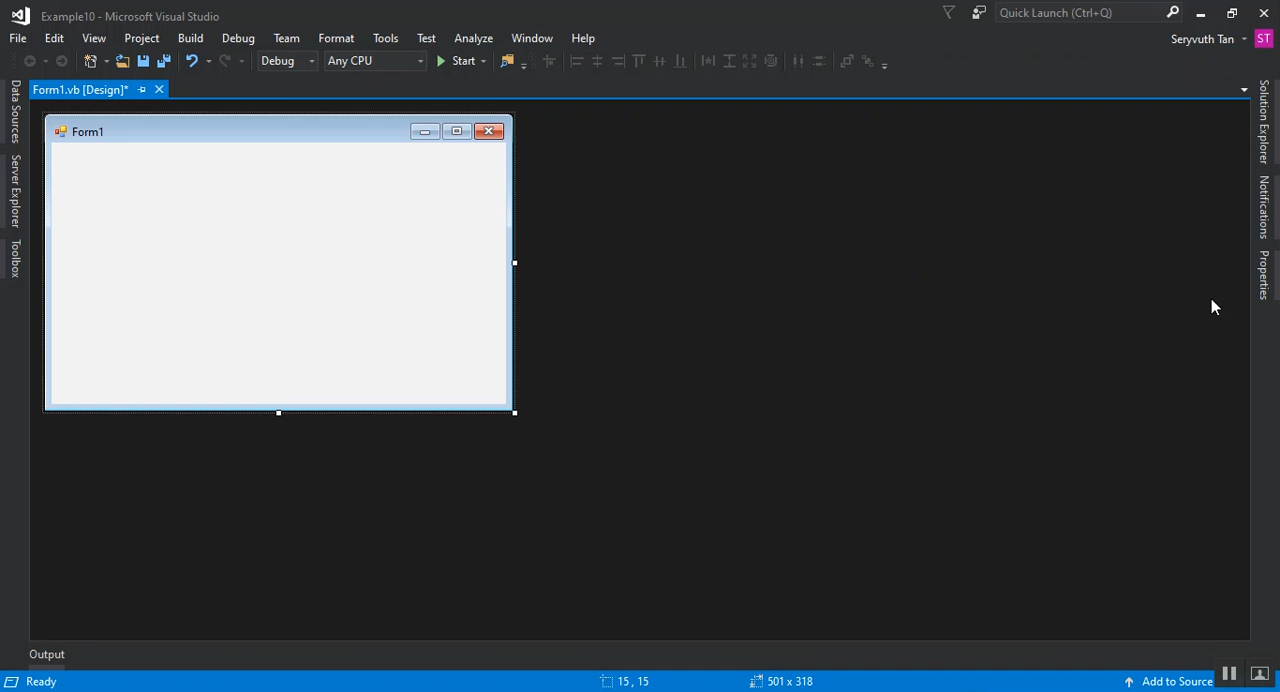 Example10 - Microsoft Visual Studio
Quick Launch (Ctrl+Q)
File Edit View Project Build Debug Team Format Tools Test Analyze Window Help
Seryvuth Tan ST
Debug Any CPU Start
Form1.vb [Design]*
Data Sources
Server Explorer
Toolbox
Form1
Solution Explorer
Notifications
Properties
Output
Ready 15 , 15 501 x 318 Add to Source